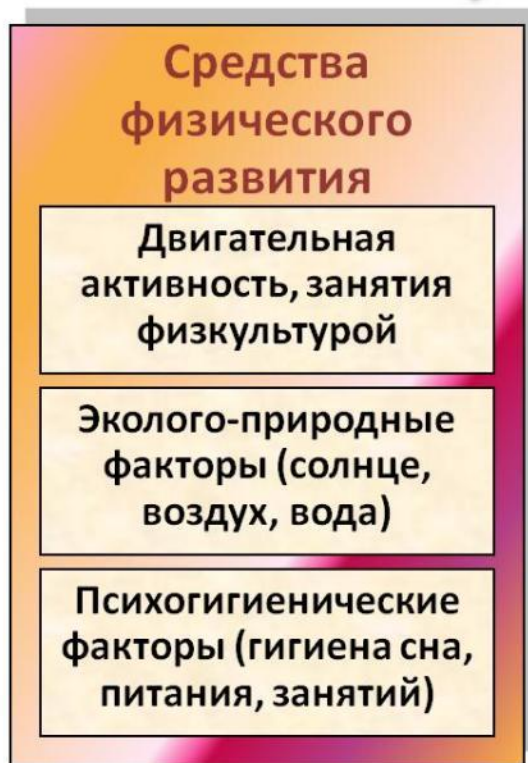 Средства
физического
развития
Двигательная
активность, занятия
физкультурой
Эколого-природные
факторы (солнце,
воздух, вода)
Психогигиенические
факторы (гигиена сна,
питания, занятий)